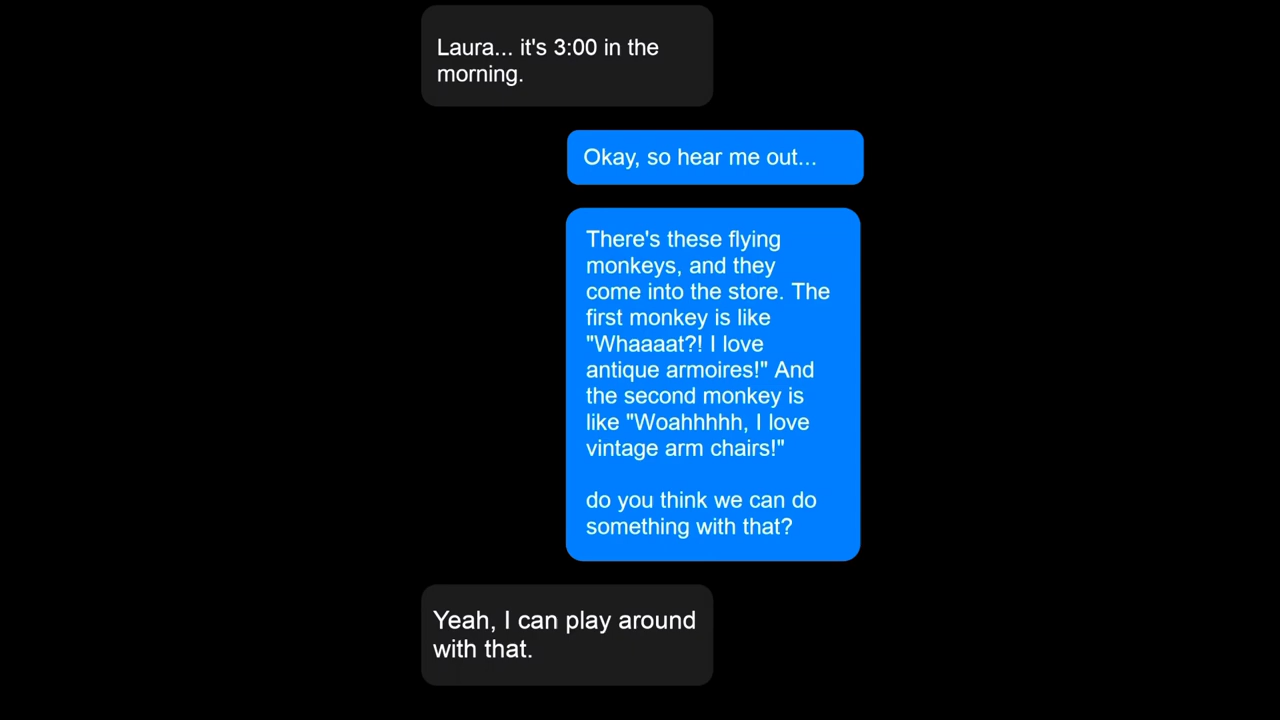 Laura... it's 3:00 in the
morning.
Okay, so hear me out...
There's these flying
monkeys, and they
come into the store. The
first monkey is like
"Whaaaat?! I love
antique armoires!" And
the second monkey is
like "Woahhhhh, I love
vintage arm chairs!"
do you think we can do
something with that?
Yeah, I can play around
with that.